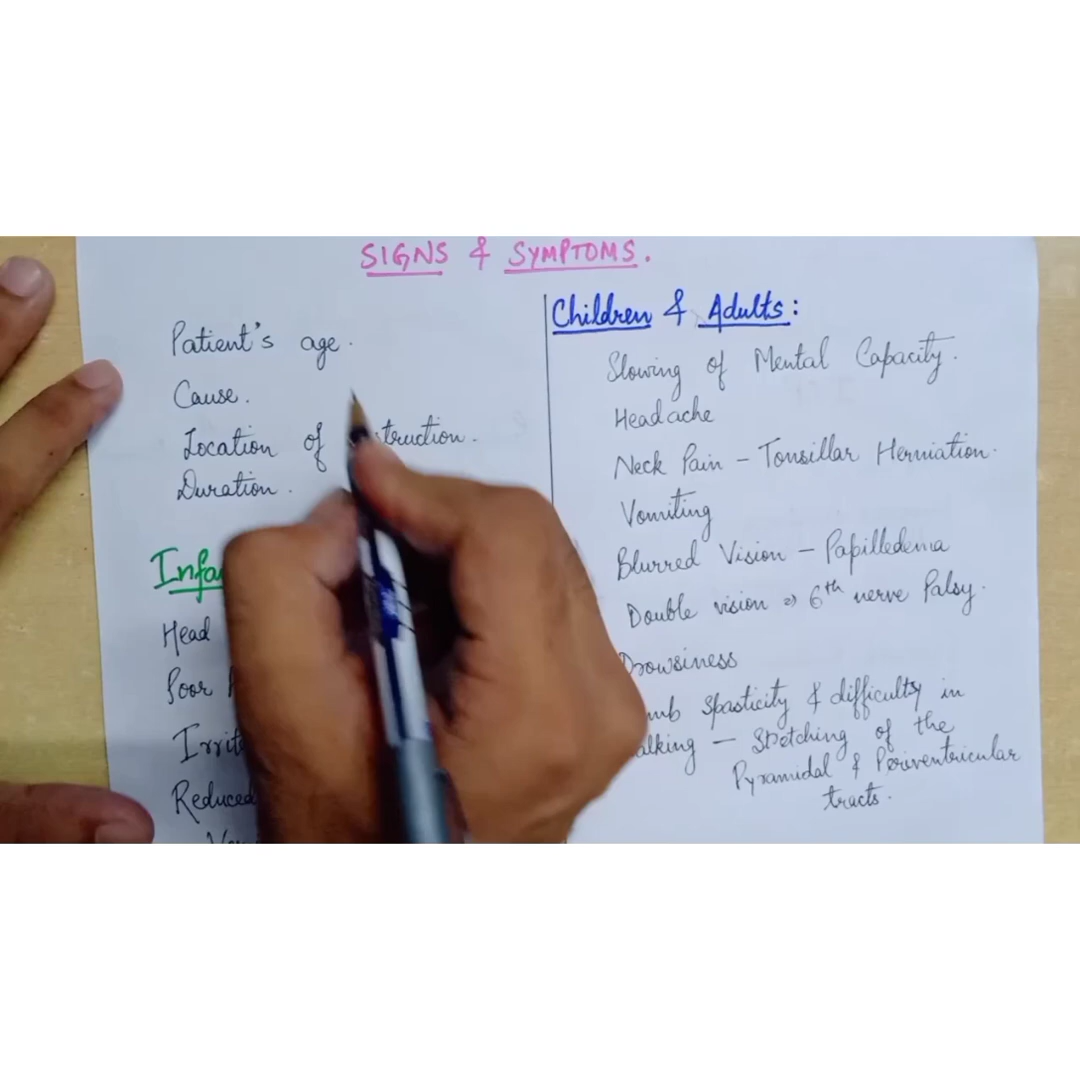 SIGNS & SYMPTOMS.
Patient's age.
Cause.
Location of
Duration.
Head
Poor
Reduced
Children & Adults:
Slowing of Mental Capacity.
Headache
Neck Pain – Tonsillar Herniation.
Vomiting
Blurred Vision – Papilledema
Double vision => 6th nerve Palsy.
Drowsiness
spasticity & difficulty in
– Stretching of the
Pyramidal & Periventricular
tracts.